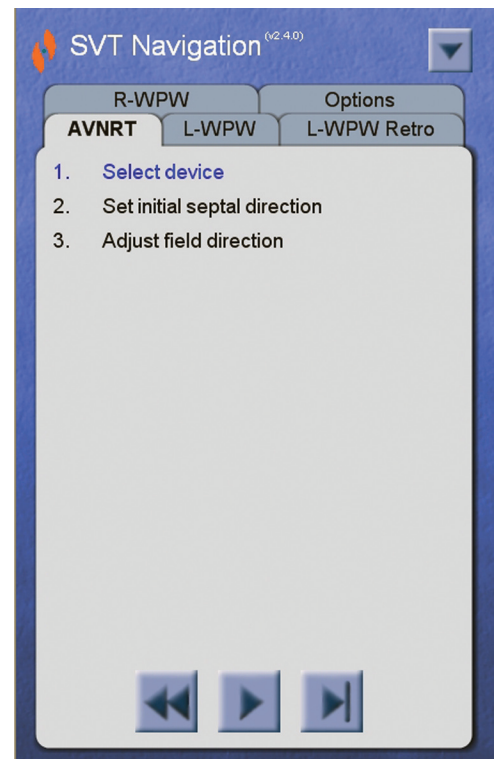 SVT Navigation (v2.4.0)
R-WPW Options
AVNRT L-WPW L-WPW Retro
1. Select device
2. Set initial septal direction
3. Adjust field direction